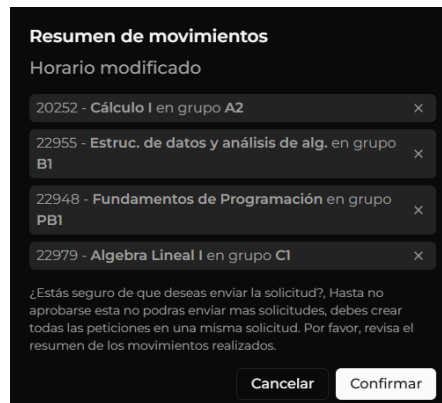 Resumen de movimientos
Horario modificado
20252 - Cálculo I en grupo A2
22955 - Estruc. de datos y análisis de alg. en grupo
B1
22948 - Fundamentos de Programación en grupo
PB1
22979 - Algebra Lineal I en grupo C1
¿Estás seguro de que deseas enviar la solicitud?, Hasta no
aprobarse esta no podras enviar mas solicitudes, debes crear
todas las peticiones en una misma solicitud. Por favor, revisa el
resumen de los movimientos realizados.
Cancelar Confirmar